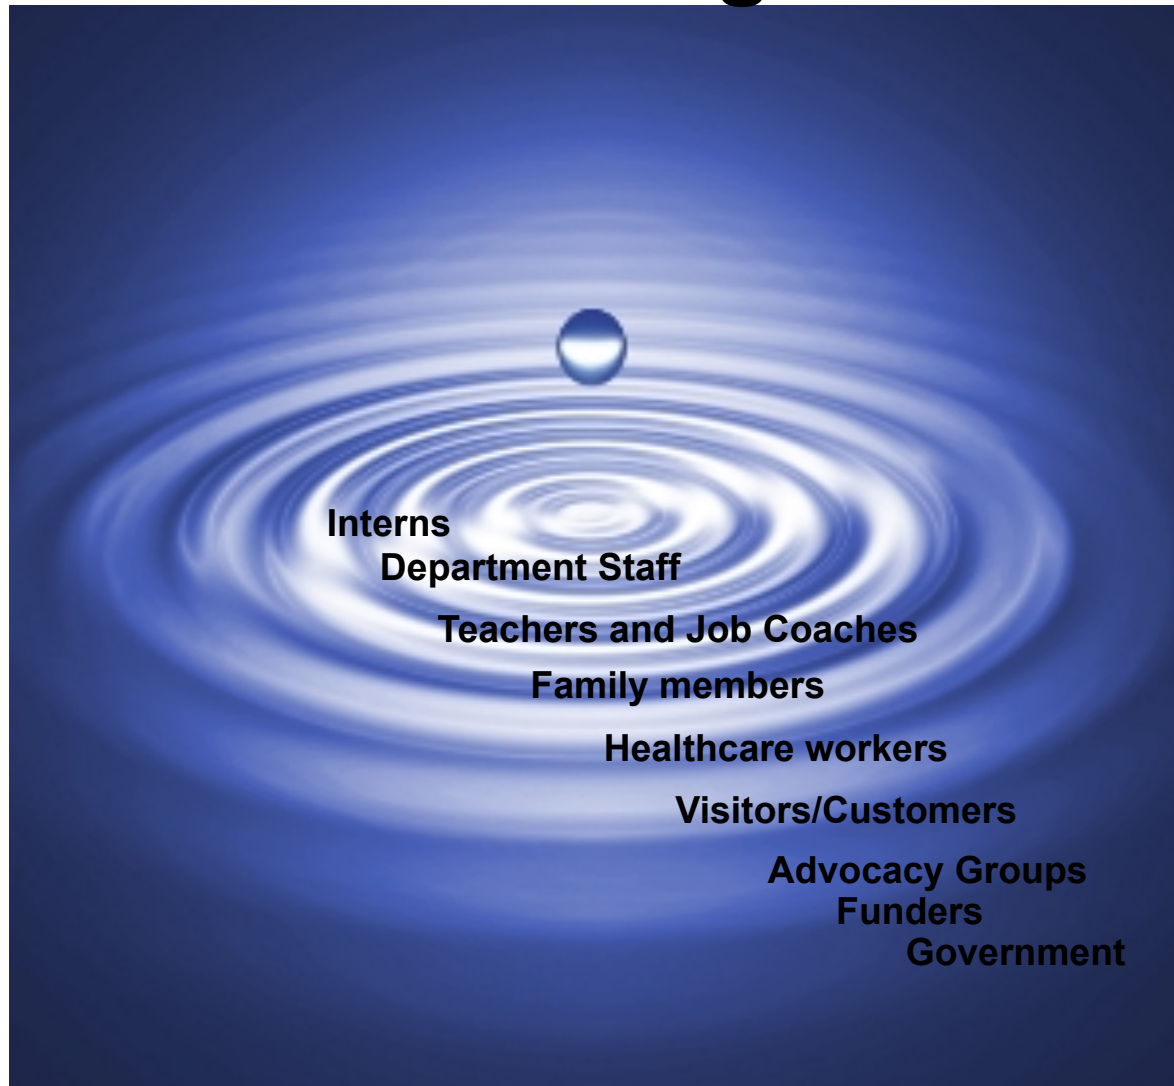 Interns
Department Staff
Teachers and Job Coaches
Family members
Healthcare workers
Visitors/Customers
Advocacy Groups
Funders
Government